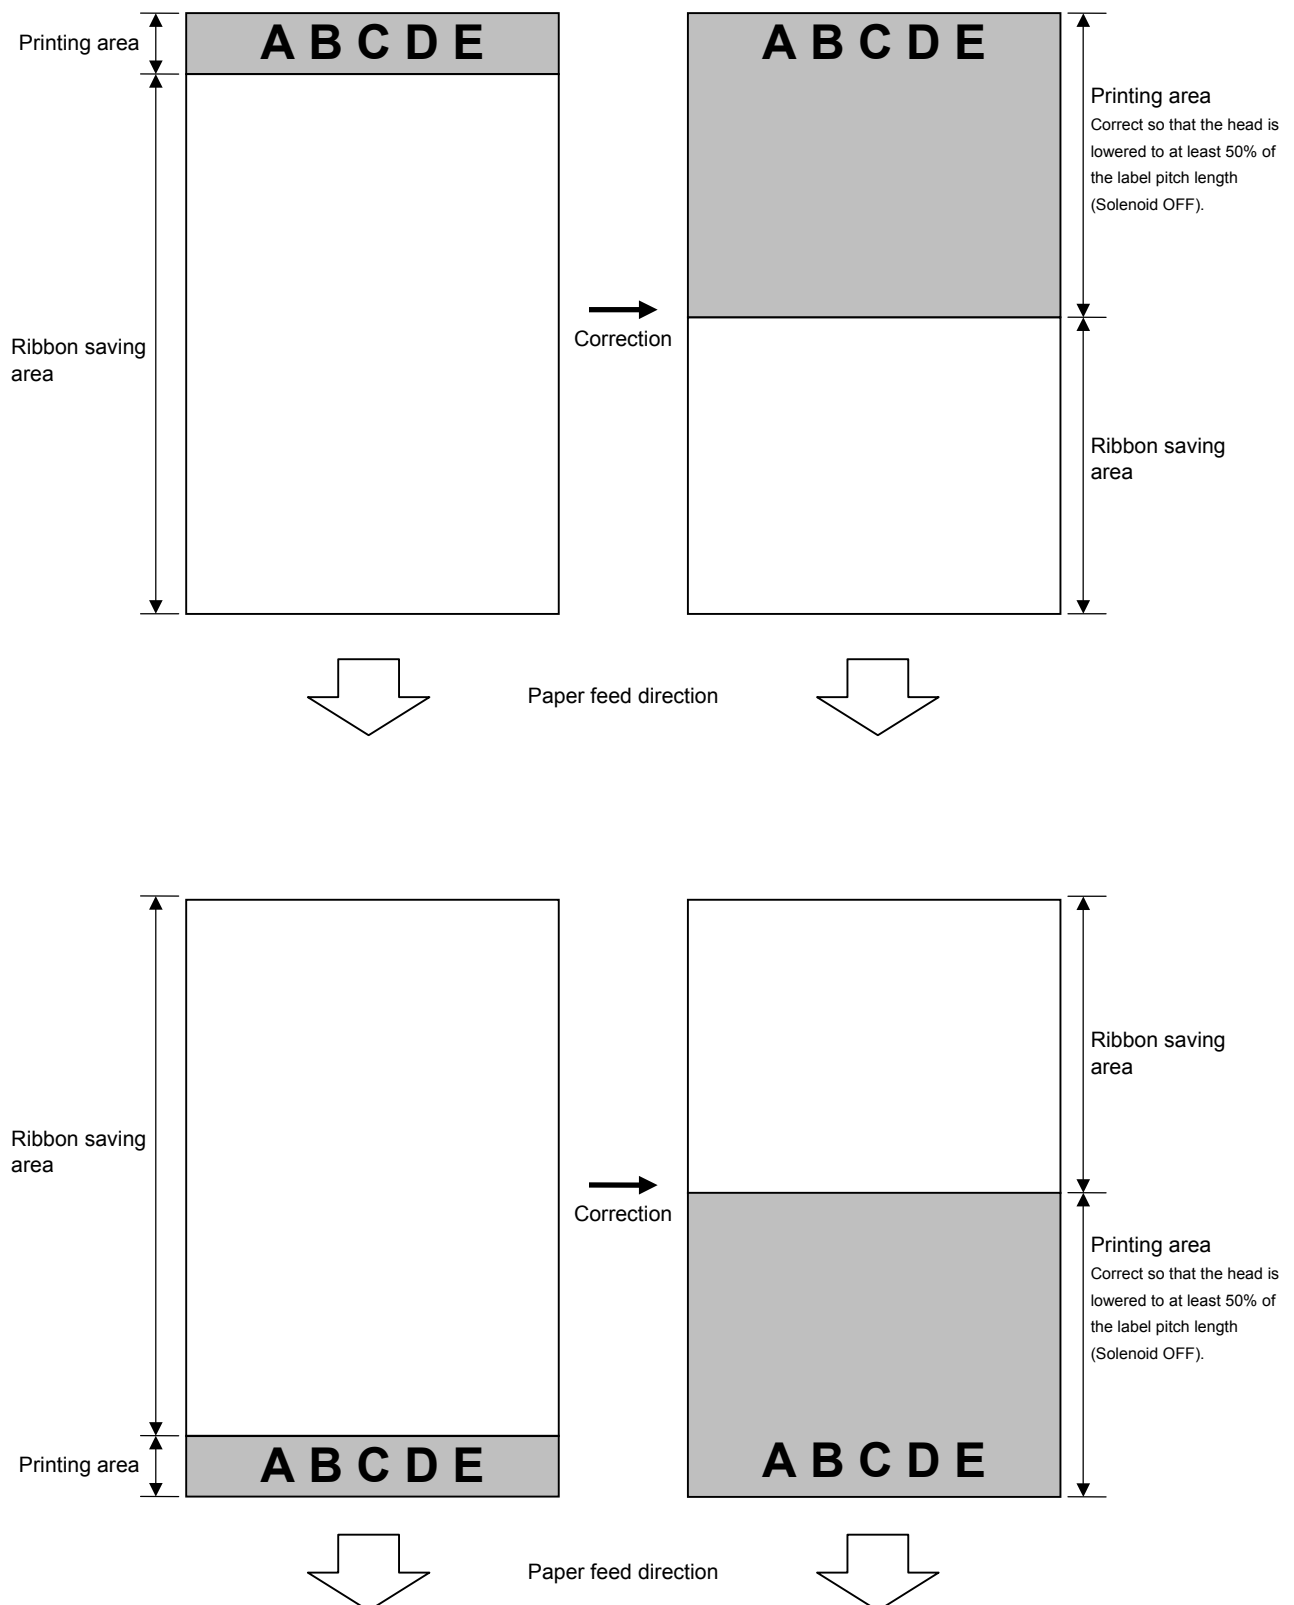 Printing area
A B C D E
A B C D E
Printing area
Correct so that the head is
lowered to at least 50% of
the label pitch length
(Solenoid OFF).
Correction
Ribbon saving
area
Ribbon saving
area
Paper feed direction
Ribbon saving
area
Ribbon saving
area
Correction
Printing area
Correct so that the head is
lowered to at least 50% of
the label pitch length
(Solenoid OFF).
Printing area
A B C D E
A B C D E
Paper feed direction